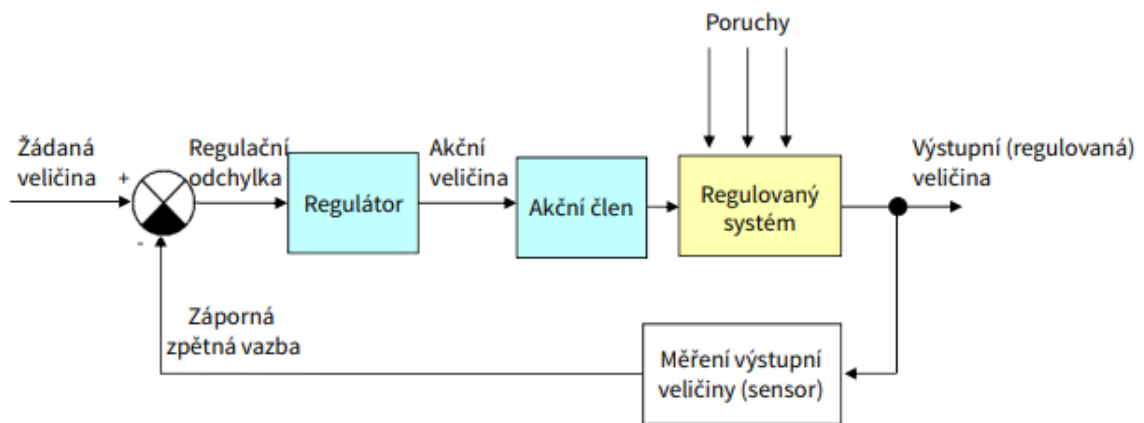 Poruchy
Žádaná
veličina
+
-
Regulační
odchylka
Regulátor
Akční
veličina
Akční člen
Regulovaný
systém
Výstupní (regulovaná)
veličina
Záporná
zpětná vazba
Měření výstupní
veličiny (sensor)